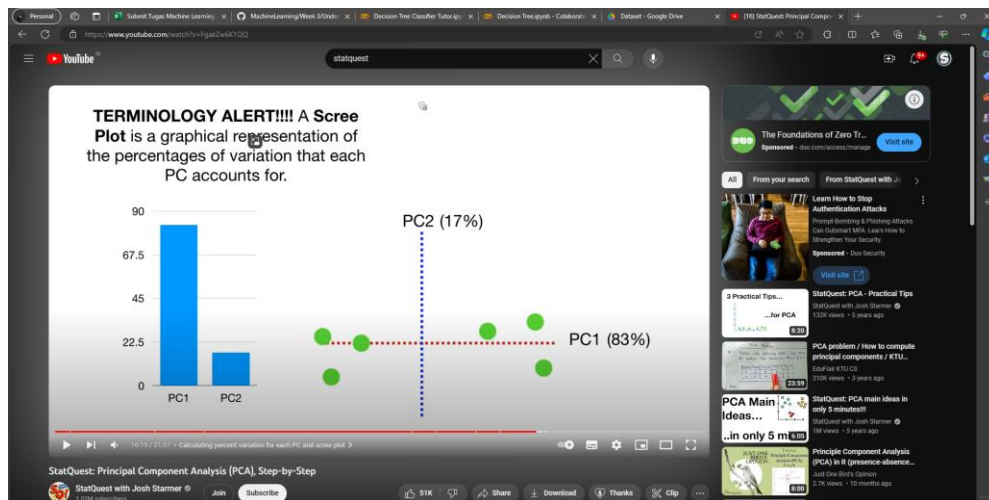 Personal
Submit Tugas Machine Learning
MachineLearning/Week 3/Under
Decision Tree Classifier Tutor.ipy
Decision Tree.ipynb - Colaborato
Dataset - Google Drive
(16) StatQuest: Principal Compon
https://www.youtube.com/watch?v=FgakZw6K1QQ
YouTube
statquest
9+
TERMINOLOGY ALERT!!!! A Scree
Plot is a graphical representation of
the percentages of variation that each
PC accounts for.
90
67.5
45
22.5
0
PC1
PC2
PC2 (17%)
PC1 (83%)
16:15 / 21:57 • Calculating percent variation for each PC and scree plot >
StatQuest: Principal Component Analysis (PCA), Step-by-Step
StatQuest with Josh Starmer
Join
Subscribe
51K
Share
Download
Thanks
Clip
The Foundations of Zero Tr...
Sponsored · duo.com/access/manage
Visit site
All
From your search
From StatQuest with Jo
Learn How to Stop
Authentication Attacks
Prompt-Bombing & Phishing Attacks
Can Outsmart MFA. Learn How to
Strengthen Your Security.
Sponsored · Duo Security
Visit site
3 Practical Tips...
...for PCA
8:20
StatQuest: PCA - Practical Tips
StatQuest with Josh Starmer
132K views • 5 years ago
23:59
PCA problem / How to compute
principal components / KTU...
EduFlair KTU CS
310K views • 3 years ago
PCA Main
Ideas...
..in only 5 m
6:05
StatQuest: PCA main ideas in
only 5 minutes!!!
StatQuest with Josh Starmer
1M views • 5 years ago
JUST ONE
BIRD'S
OPINION
8:00
Principal Component Analysis
(PCA) in R (presence-absence...
Just One Bird's Opinion
2.7K views • 10 months ago